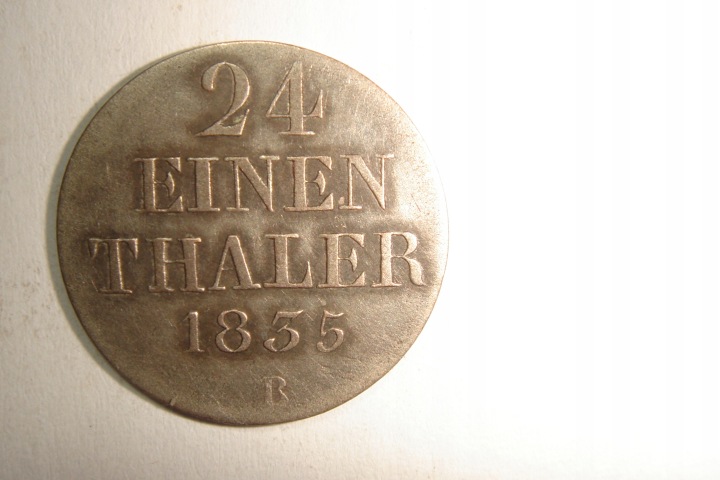 24
EINEN
THALER
1835
B